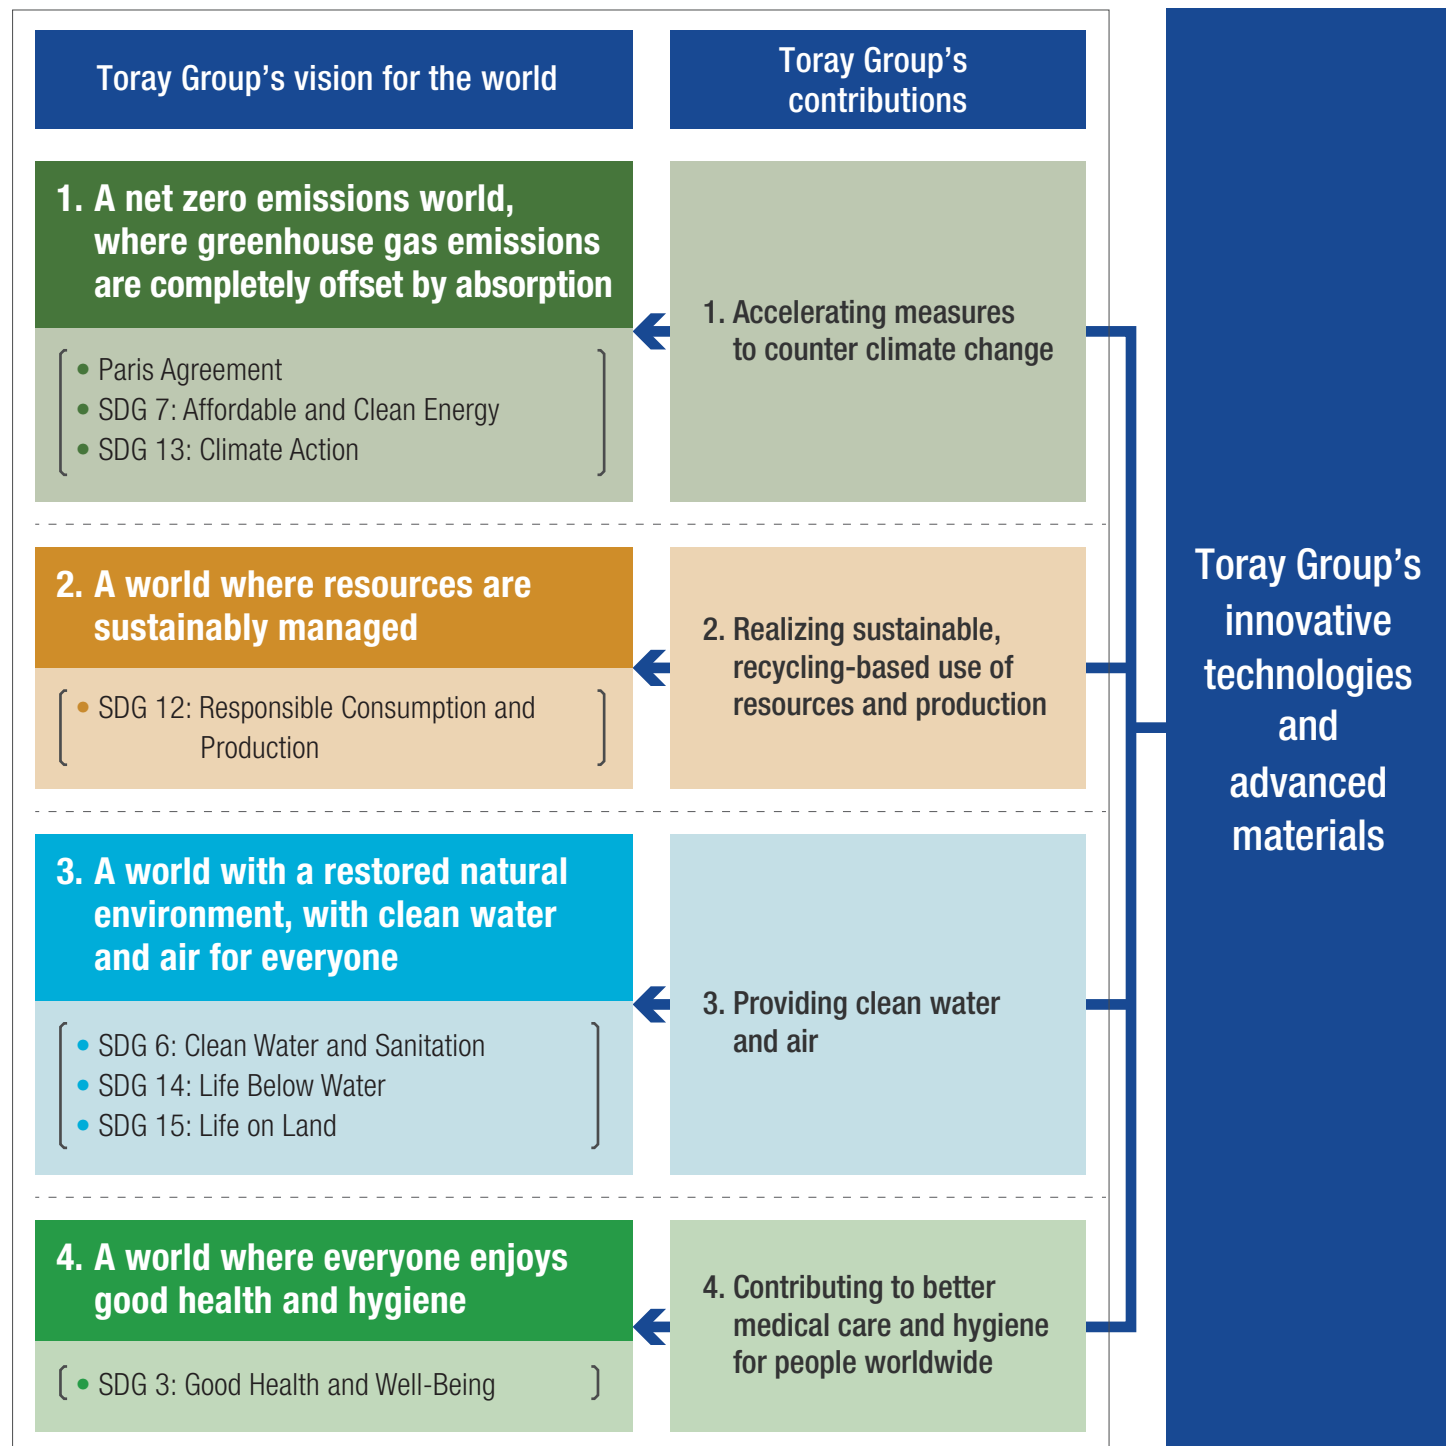 Toray Group’s vision for the world
Toray Group’s
contributions
1. A net zero emissions world,
where greenhouse gas emissions
are completely offset by absorption
• Paris Agreement
• SDG 7: Affordable and Clean Energy
• SDG 13: Climate Action
1. Accelerating measures
to counter climate change
2. A world where resources are
sustainably managed
• SDG 12: Responsible Consumption and
Production
2. Realizing sustainable,
recycling-based use of
resources and production
3. A world with a restored natural
environment, with clean water
and air for everyone
• SDG 6: Clean Water and Sanitation
• SDG 14: Life Below Water
• SDG 15: Life on Land
3. Providing clean water
and air
4. A world where everyone enjoys
good health and hygiene
• SDG 3: Good Health and Well-Being
4. Contributing to better
medical care and hygiene
for people worldwide
Toray Group’s
innovative
technologies
and
advanced
materials